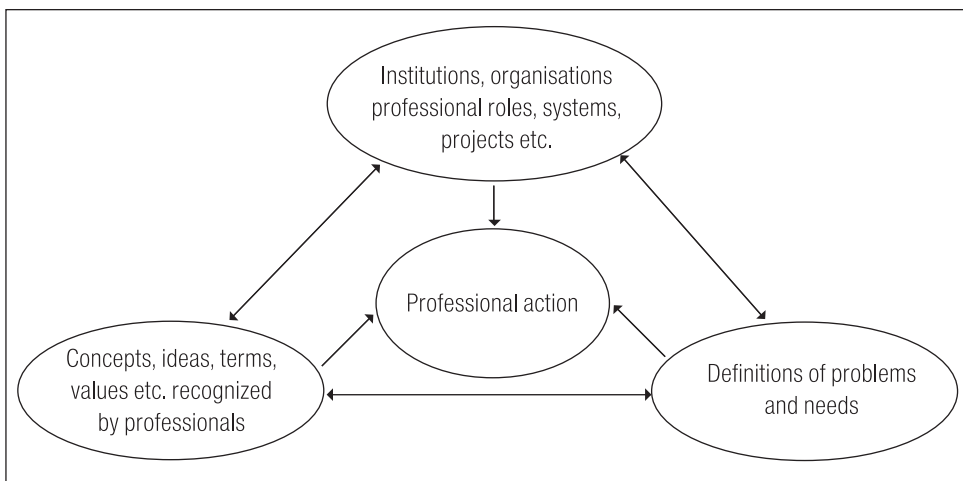 Institutions, organisations
professional roles, systems,
projects etc.
Professional action
Concepts, ideas, terms,
values etc. recognized
by professionals
Definitions of problems
and needs